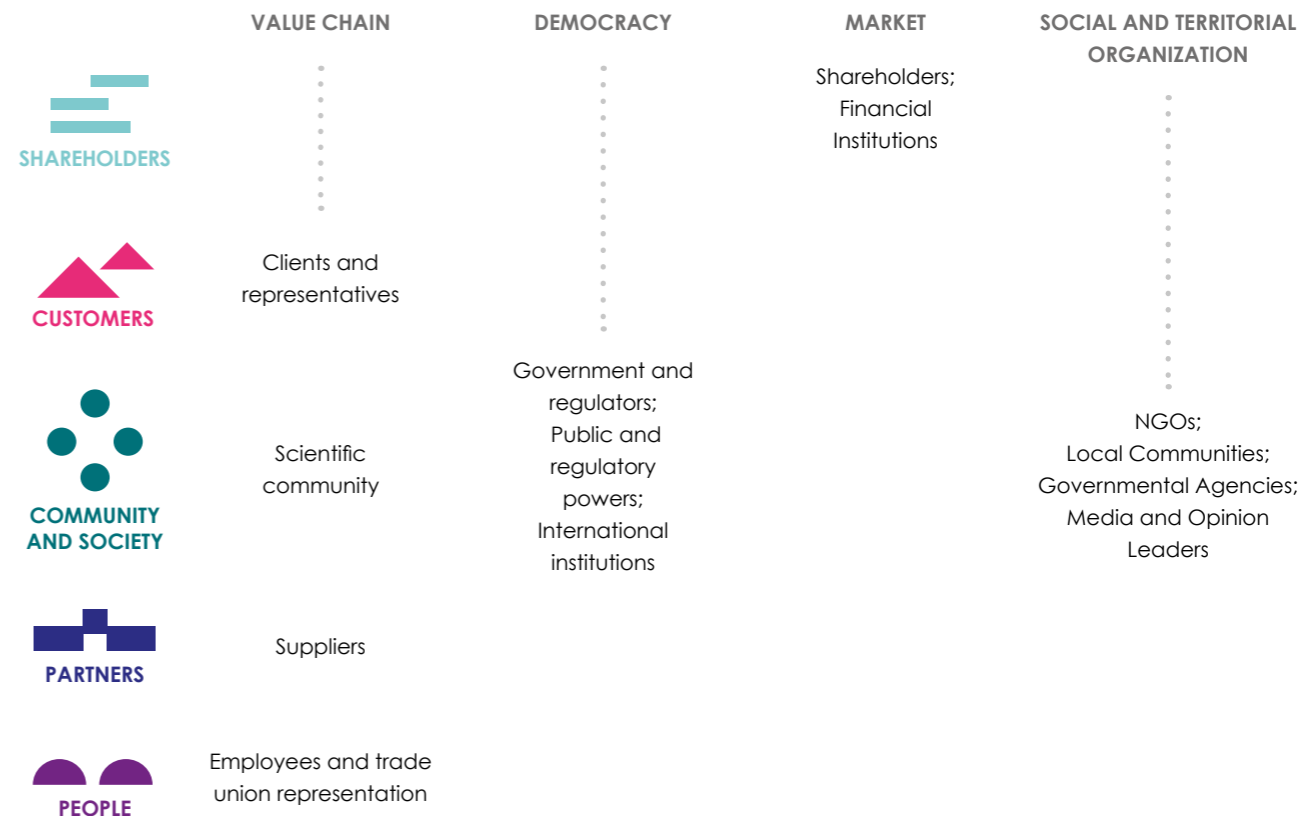 VALUE CHAIN
DEMOCRACY
MARKET
SOCIAL AND TERRITORIAL
ORGANIZATION
SHAREHOLDERS
Shareholders;
Financial
Institutions
CUSTOMERS
Clients and
representatives
COMMUNITY
AND SOCIETY
Scientific
community
Government and
regulators;
Public and
regulatory
powers;
International
institutions
NGOs;
Local Communities;
Governmental Agencies;
Media and Opinion
Leaders
PARTNERS
Suppliers
PEOPLE
Employees and trade
union representation